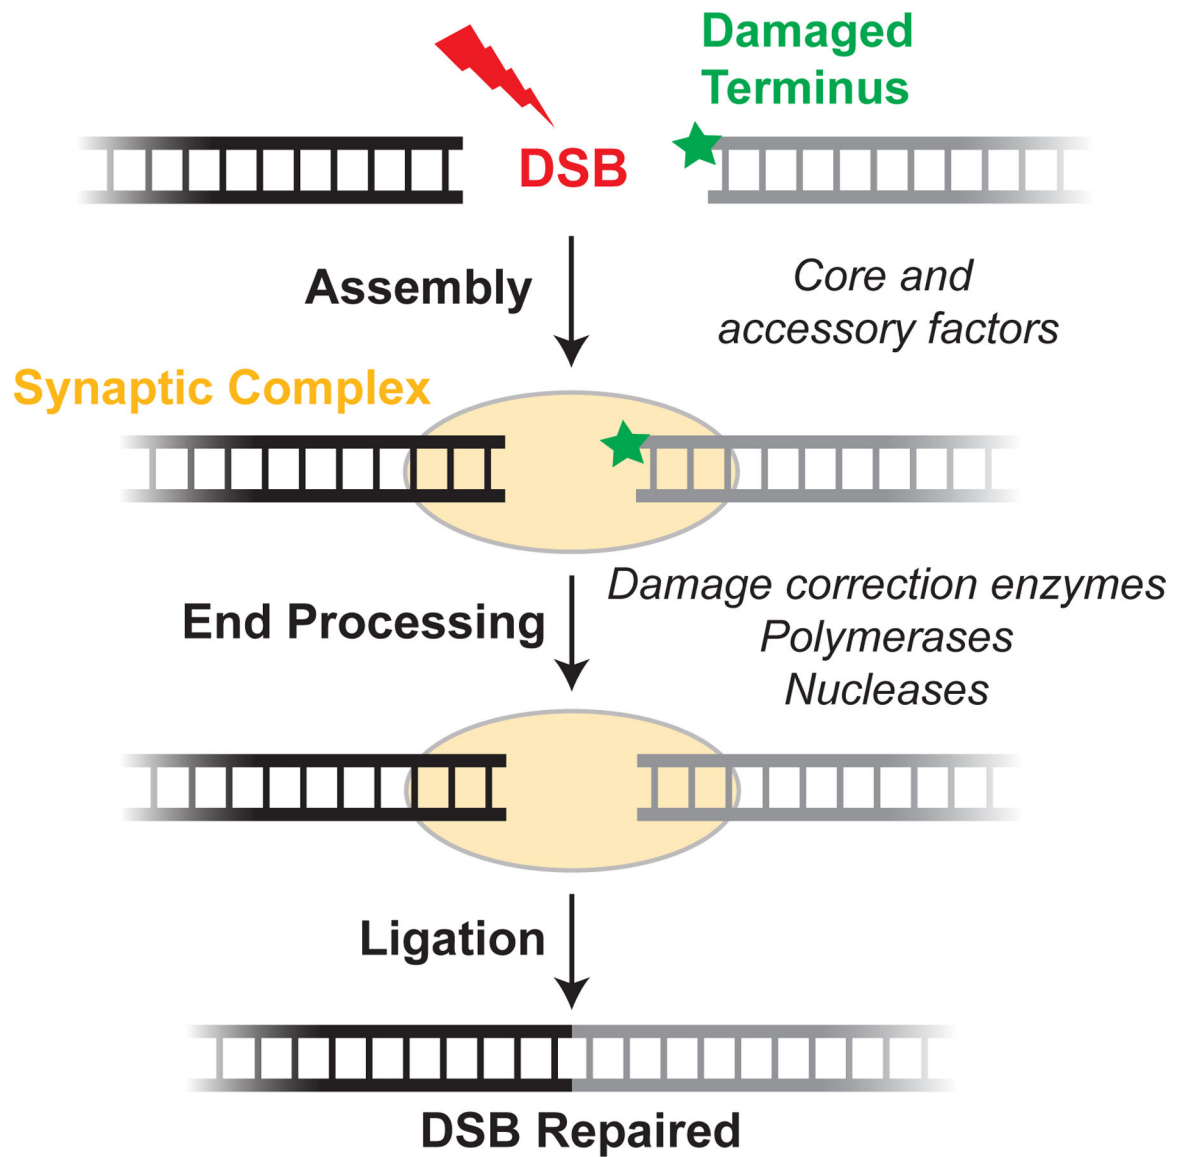 Damaged
Terminus
DSB
Assembly
Core and
accessory factors
Synaptic Complex
End Processing
Damage correction enzymes
Polymerases
Nucleases
Ligation
DSB Repaired